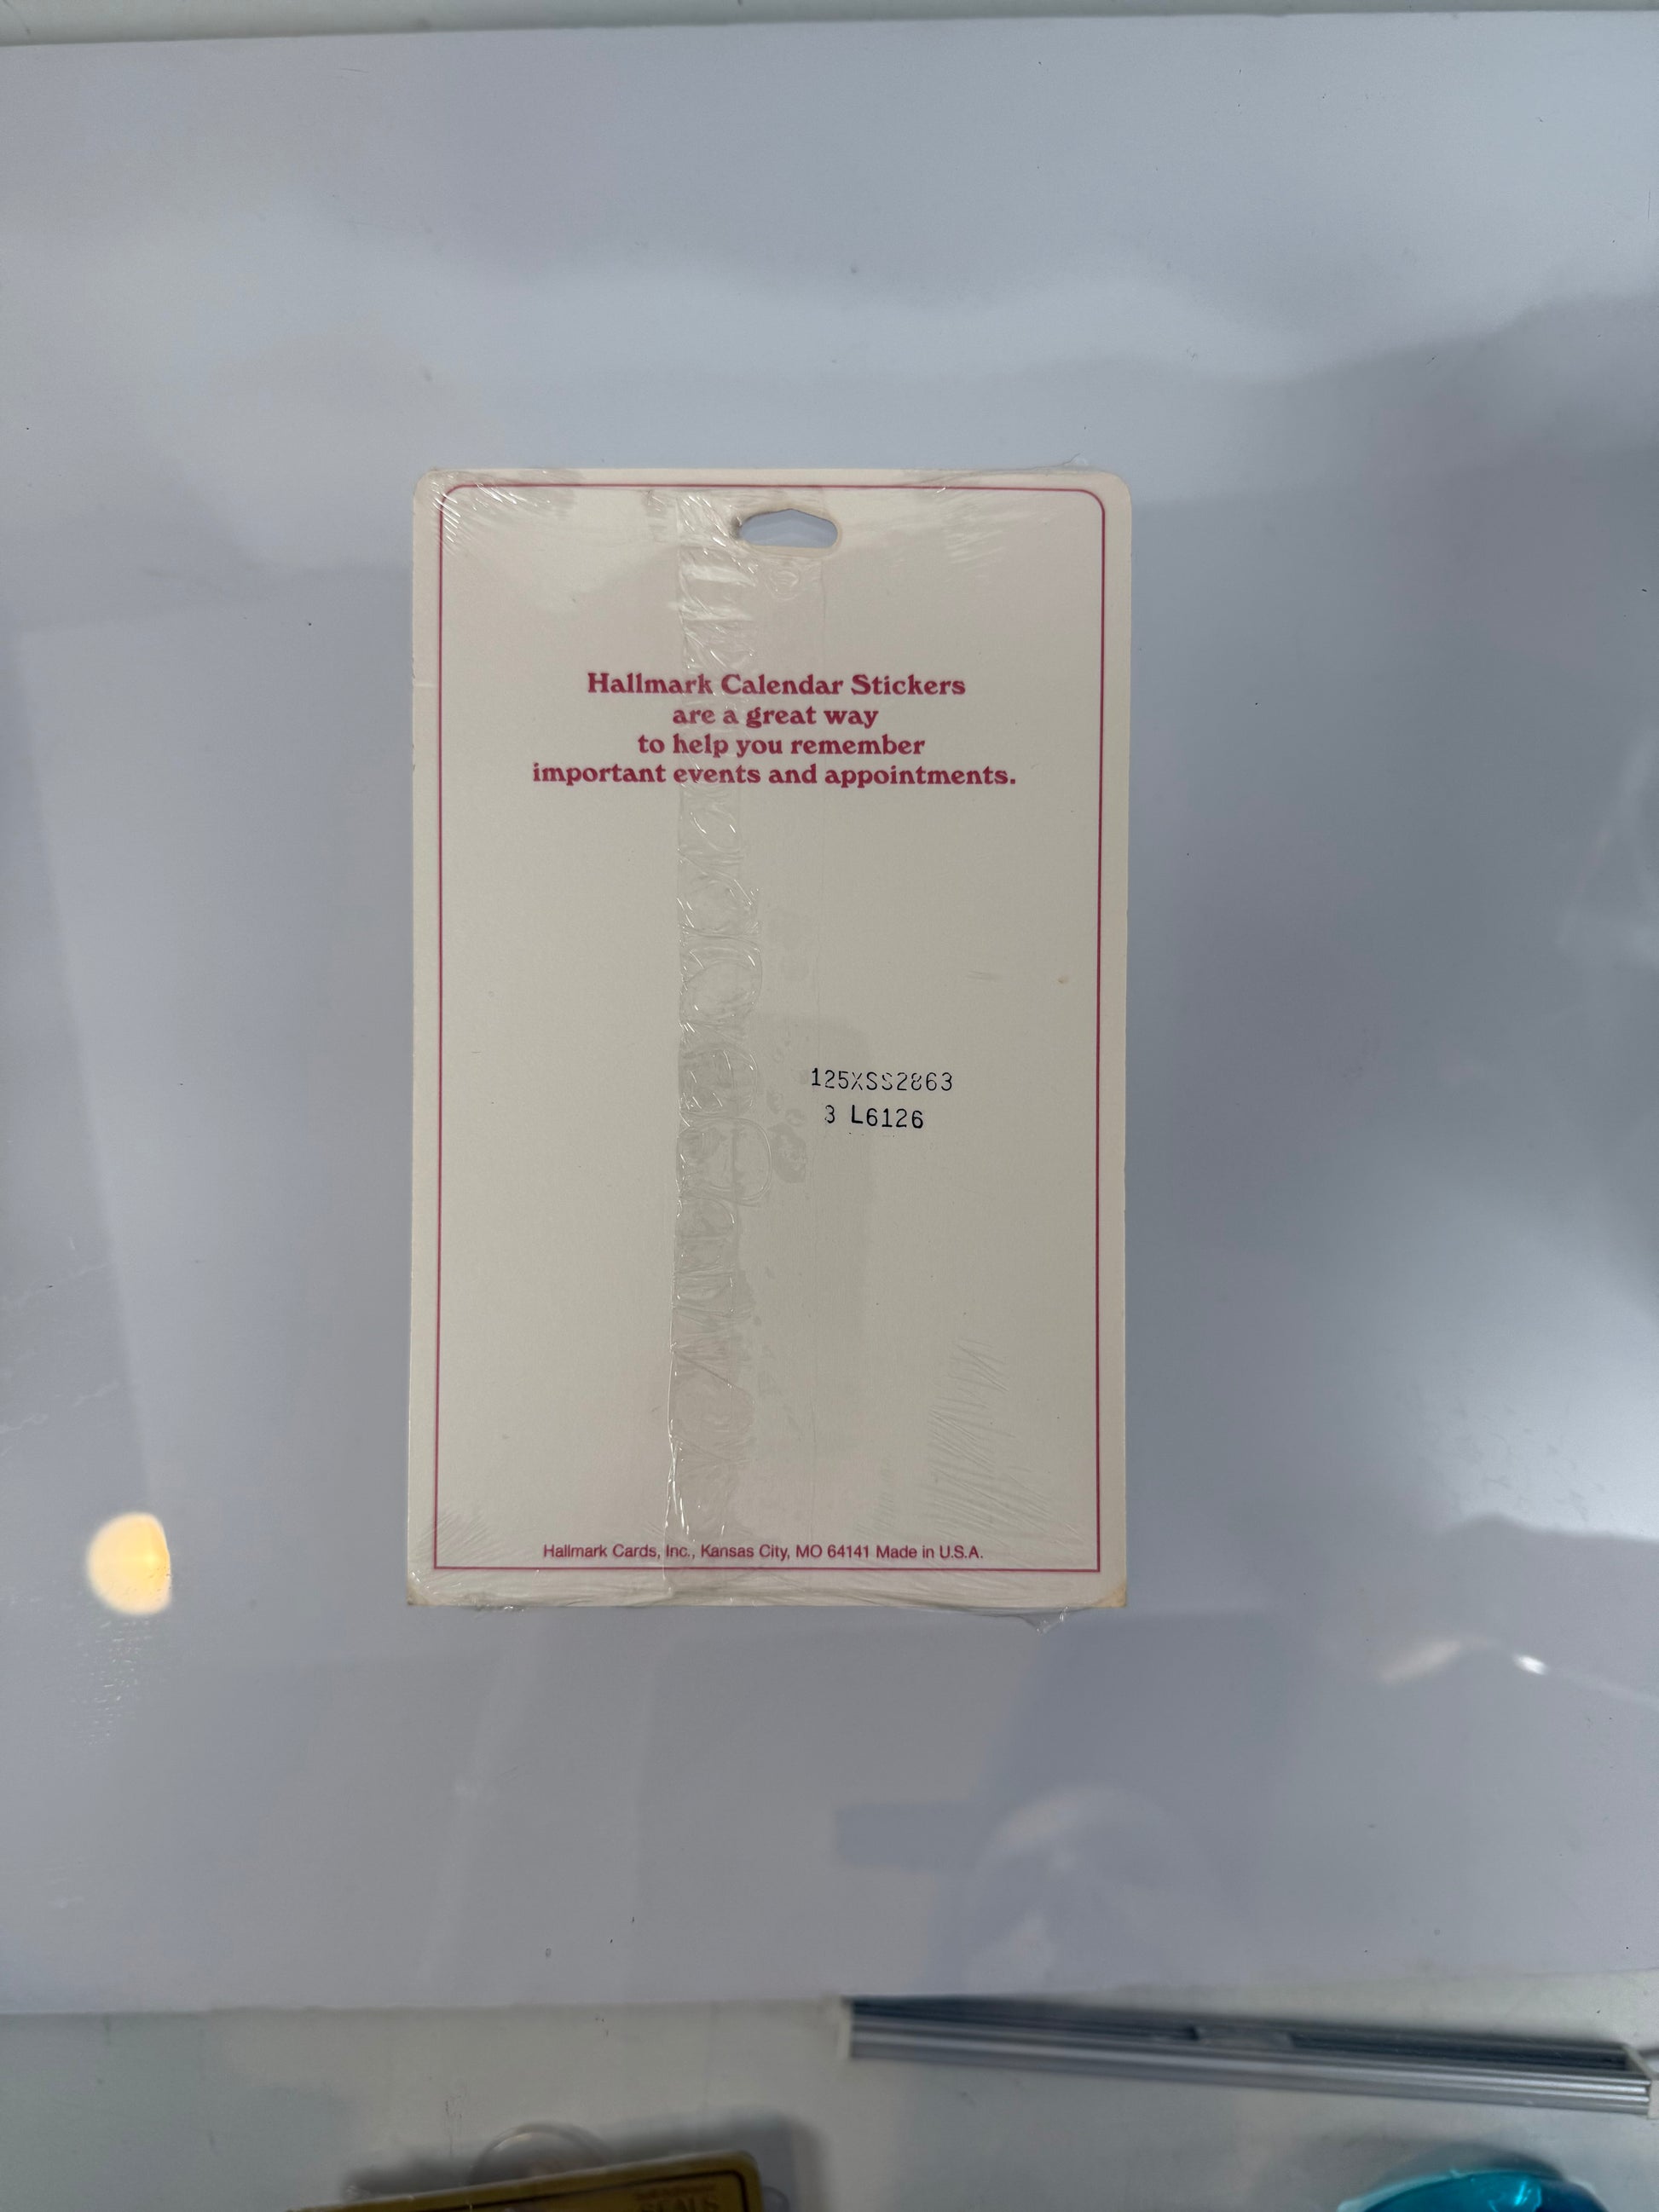 Hallmark Calendar Stickers
are a great way
to help you remember
important events and appointments.
125XSS2863
3 L6126
Hallmark Cards, Inc., Kansas City, MO 64141 Made in U.S.A.
SEALS